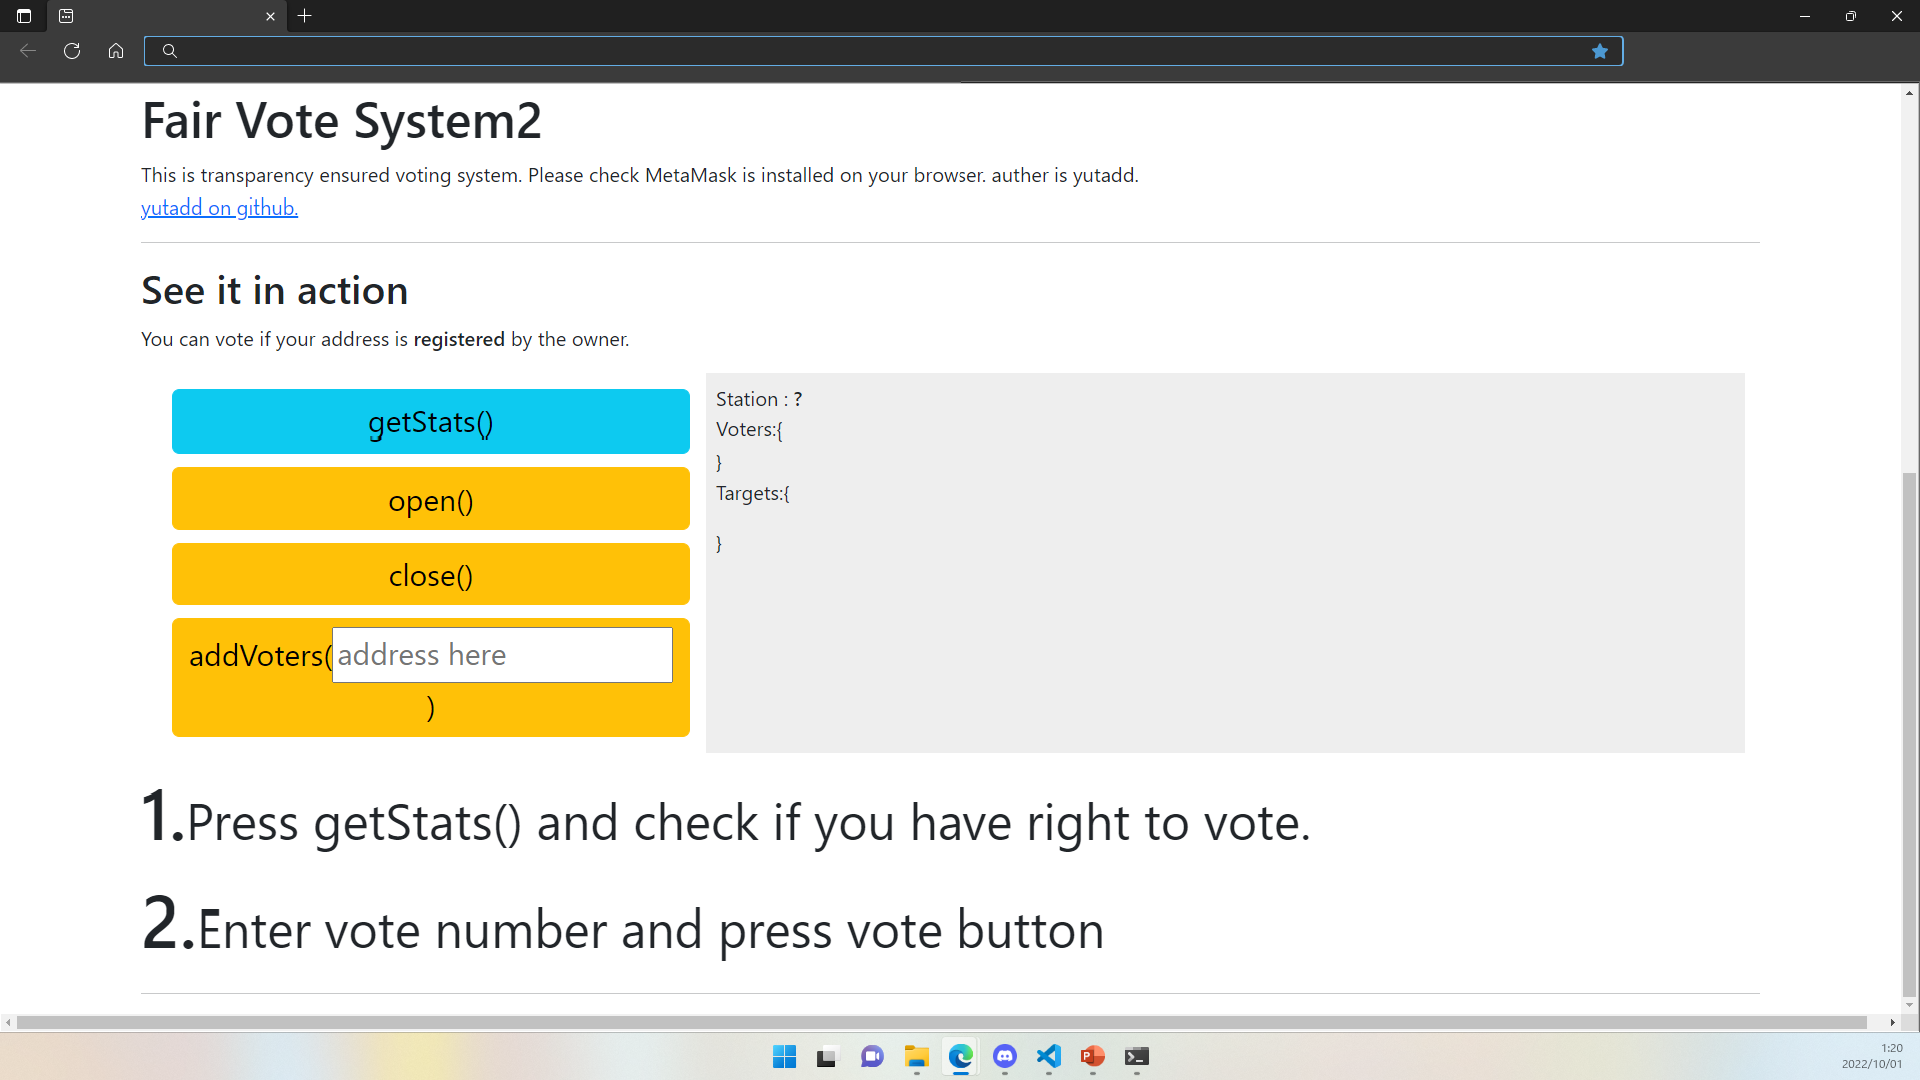 Fair Vote System2
This is transparency ensured voting system. Please check MetaMask is installed on your browser. auther is yutadd.
yutadd on github.
See it in action
You can vote if your address is registered by the owner.
getStats()
open()
close()
addVoters(address here
)
Station : ?
Voters:{
}
Targets:{
}
1.Press getStats() and check if you have right to vote.
2.Enter vote number and press vote button
1:20
2022/10/01